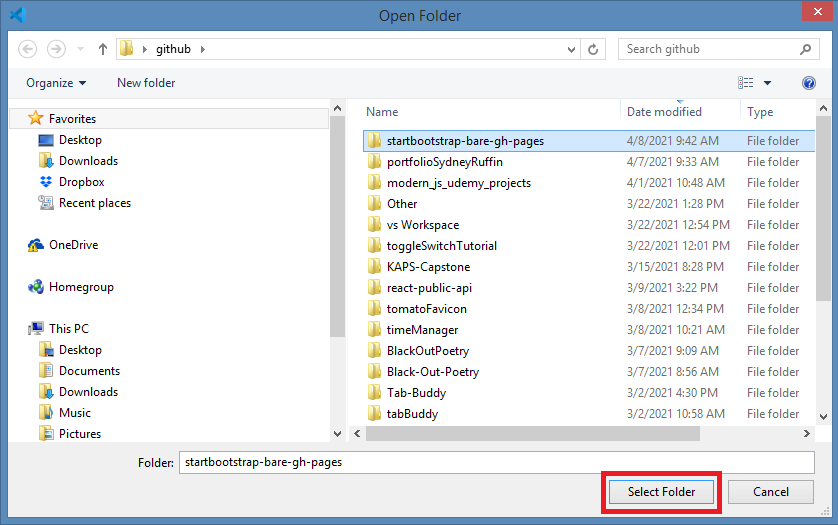 Open Folder
github
Search github
Organize
New folder
Name Date modified Type
Favorites
Desktop
Downloads
Dropbox
Recent places
OneDrive
Homegroup
This PC
Desktop
Documents
Downloads
Music
Pictures
startbootstrap-bare-gh-pages 4/8/2021 9:42 AM File folder
portfolioSydneyRuffin 4/7/2021 9:33 AM File folder
modern_js_udemy_projects 4/1/2021 10:48 AM File folder
Other 3/22/2021 1:28 PM File folder
vs Workspace 3/22/2021 12:54 PM File folder
toggleSwitchTutorial 3/22/2021 12:01 PM File folder
KAPS-Capstone 3/15/2021 8:28 PM File folder
react-public-api 3/9/2021 3:22 PM File folder
tomatoFavicon 3/8/2021 12:34 PM File folder
timeManager 3/8/2021 10:21 AM File folder
BlackOutPoetry 3/7/2021 9:09 AM File folder
Black-Out-Poetry 3/7/2021 8:56 AM File folder
Tab-Buddy 3/2/2021 4:30 PM File folder
tabBuddy 3/2/2021 10:58 AM File folder
Folder: startbootstrap-bare-gh-pages
Select Folder
Cancel